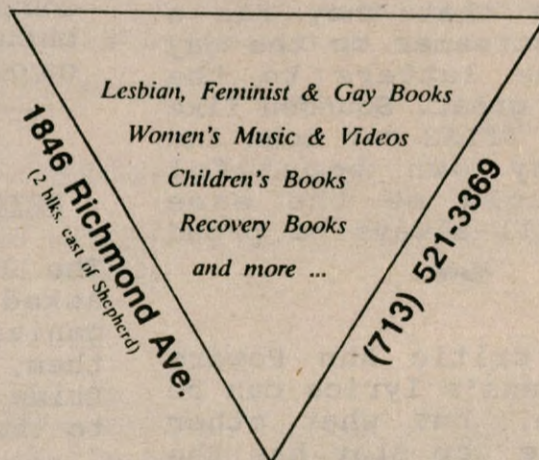 Lesbian, Feminist & Gay Books
Women's Music & Videos
Children's Books
Recovery Books
and more ...
1846 Richmond Ave.
(2 blks. east of Shepherd)
(713) 521-3369